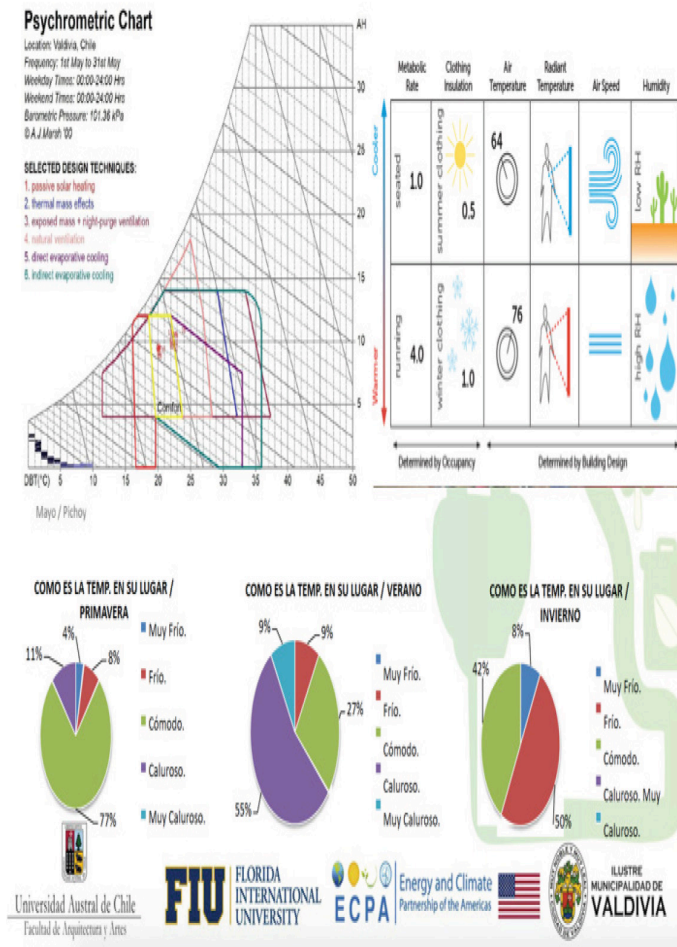 Psychrometric Chart
Location: Valdivia, Chile
Frequency: 1st May to 31st May
Weekday Times: 00:00-24:00 Hrs
Weekend Times: 00:00-24:00 Hrs
Barometric Pressure: 101.36 kPa
© A.J Marsh '00
SELECTED DESIGN TECHNIQUES:
1. passive solar heating
2. thermal mass effects
3. exposed mass + night-purge ventilation
4. natural ventilation
5. direct evaporative cooling
6. indirect evaporative cooling
AH
30
25
20
15
10
5
Comfort
DBT(°C) 5 10 15 20 25 30 35 40 45 50
Mayo / Pichoy
Metabolic Rate
Clothing Insulation
Air Temperature
Radiant Temperature
Air Speed
Humidity
Cooler
seated
1.0
summer clothing
0.5
64
low RH
Warmer
running
4.0
winter clothing
1.0
76
high RH
Determined by Occupancy
Determined by Building Design
COMO ES LA TEMP. EN SU LUGAR /
PRIMAVERA
4%
8%
11%
77%
Muy Frío.
Frío.
Cómodo.
Caluroso.
Muy Caluroso.
COMO ES LA TEMP. EN SU LUGAR / VERANO
9%
9%
27%
55%
Muy Frío.
Frío.
Cómodo.
Caluroso.
Muy Caluroso.
COMO ES LA TEMP. EN SU LUGAR /
INVIERNO
8%
42%
50%
Muy Frío.
Frío.
Cómodo.
Caluroso. Muy
Caluroso.
Universidad Austral de Chile
Facultad de Arquitectura y Artes
FIU
FLORIDA
INTERNATIONAL
UNIVERSITY
ECPA
Energy and Climate
Partnership of the Americas
ILUSTRE
MUNICIPALIDAD DE
VALDIVIA